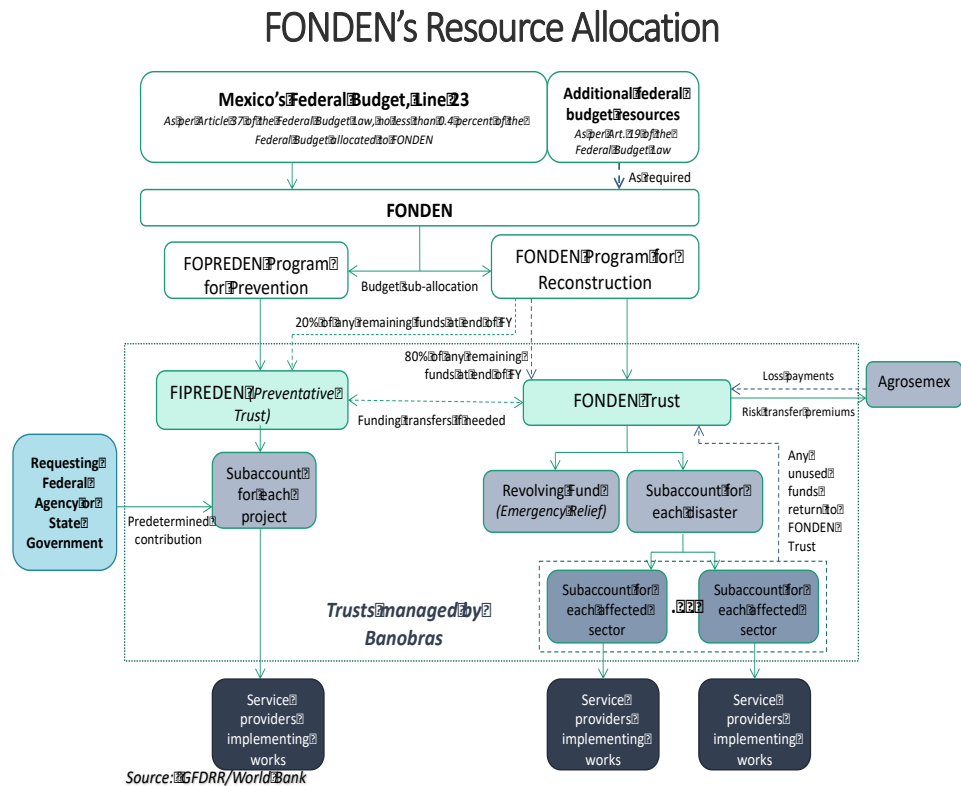 FONDEN's Resource Allocation
Mexico's Federal Budget, Line 23
As per Article 37 of the Federal Budget Law, no less than 0.4 percent of the
Federal Budget allocated to FONDEN
Additional federal
budget resources
As per Art. 19 of the
Federal Budget Law
As required
FONDEN
FOPREDEN Program
for Prevention
Budget sub-allocation
FONDEN Program for
Reconstruction
20% of any remaining funds at end of FY
80% of any remaining
funds at end of FY
FIPREDEN (Preventative
Trust)
Funding transfers if needed
FONDEN Trust
Loss payments
Risk transfer premiums
Agrosemex
Requesting
Federal
Agency or
State
Government
Predetermined
contribution
Subaccount
for each
project
Revolving Fund
(Emergency Relief)
Subaccount for
each disaster
Any
unused
funds
return to
FONDEN
Trust
Trusts managed by
Banobras
Subaccount for
each affected
sector
Subaccount for
each affected
sector
Service
providers
implementing
works
Service
providers
implementing
works
Service
providers
implementing
works
Source: GFDRR/World Bank